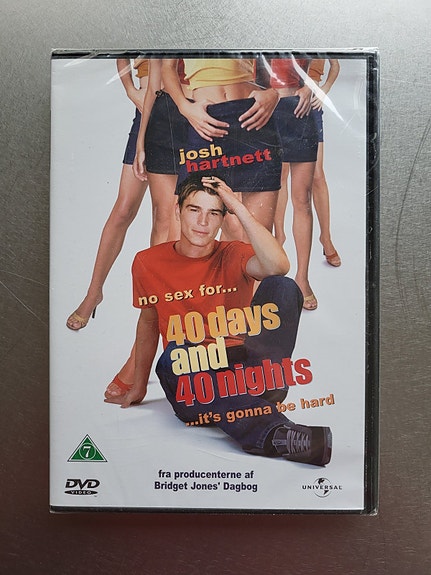 josh
hartnett
no sex for...
40 days
and
40 nights
...it's gonna be hard
7
fra producenterne af
Bridget Jones' Dagbog
DVD
VIDEO
UNIVERSAL